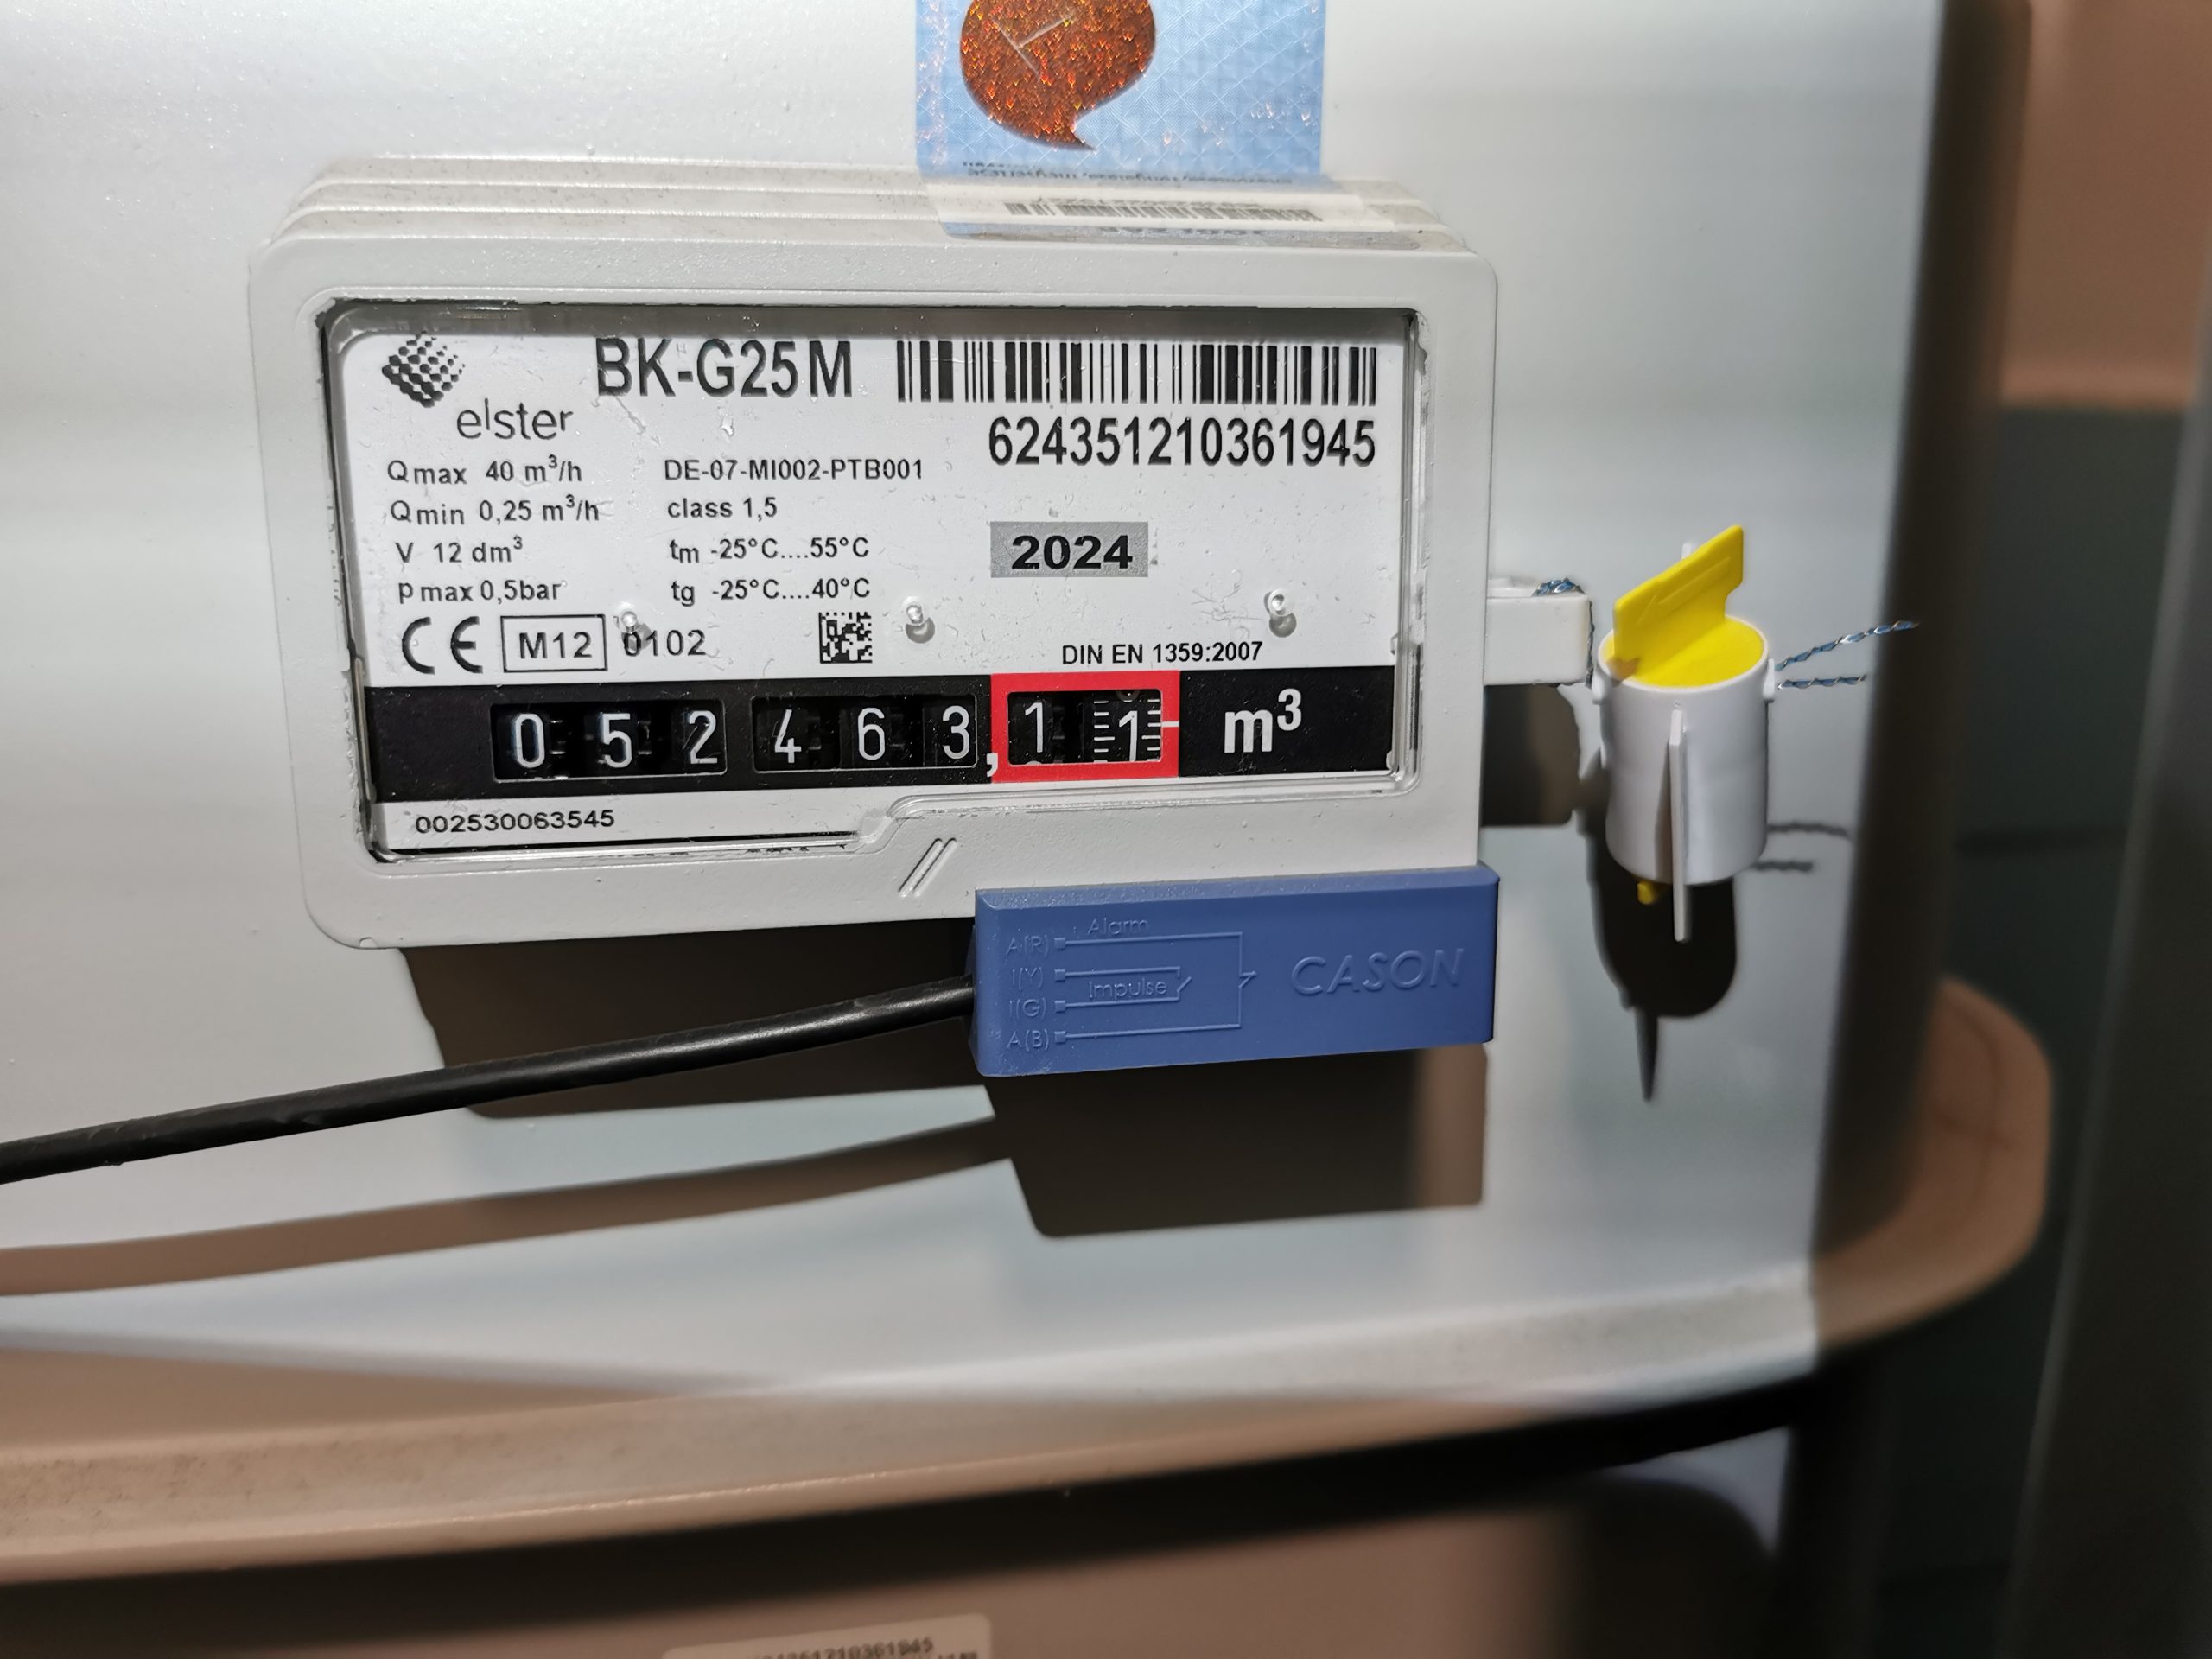 BK-G25 M
elster
624351210361945
Qmax 40 m³/h
DE-07-MI002-PTB001
Qmin 0,25 m³/h
class 1,5
V 12 dm³
tm -25°C....55°C
2024
p max 0,5bar
tg -25°C....40°C
CE M12 0102
DIN EN 1359:2007
0 5 2 4 6 3 , 1 1 m³
002530063545
Alarm
A(R)
I(Y)
Impulse
CASON
I(G)
A(B)